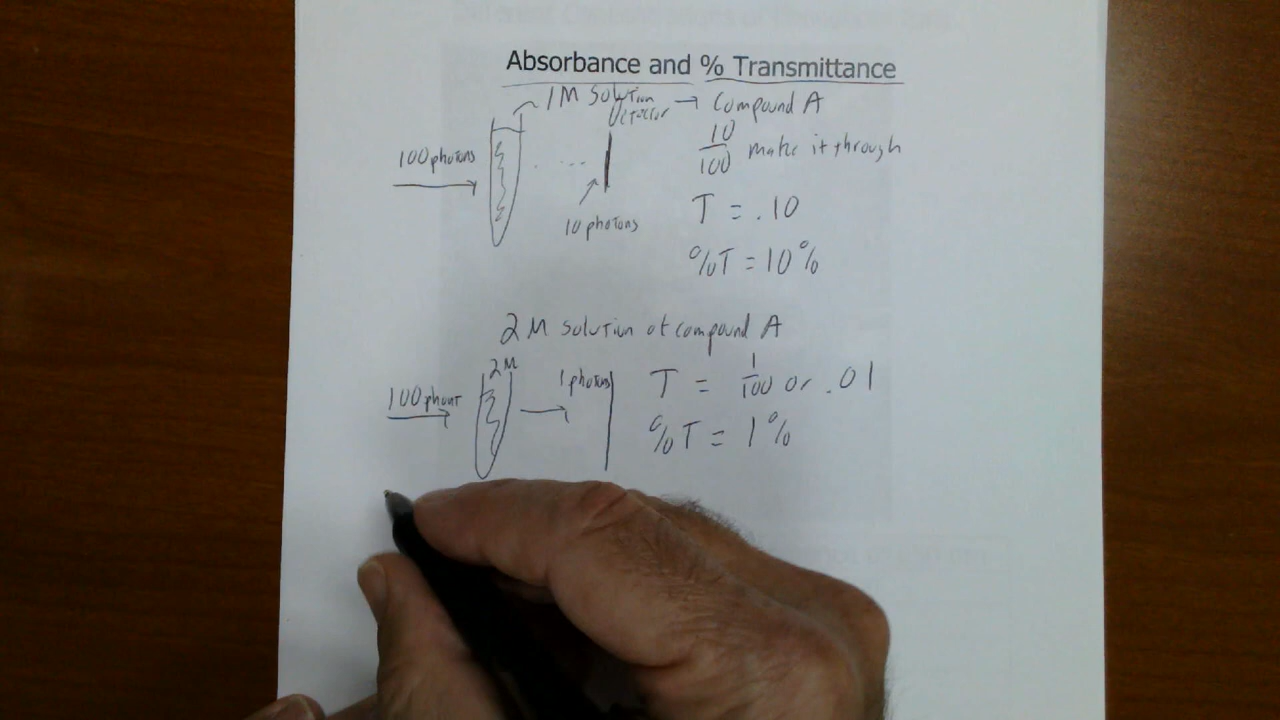 Absorbance and % Transmittance
1M Solution → Compound A
Detector
100 photons
10/100 make it through
10 photons
T = .10
%T = 10%
2M solution of compound A
2M
100 phont
1 photons
T = 1/100 or .01
%T = 1%